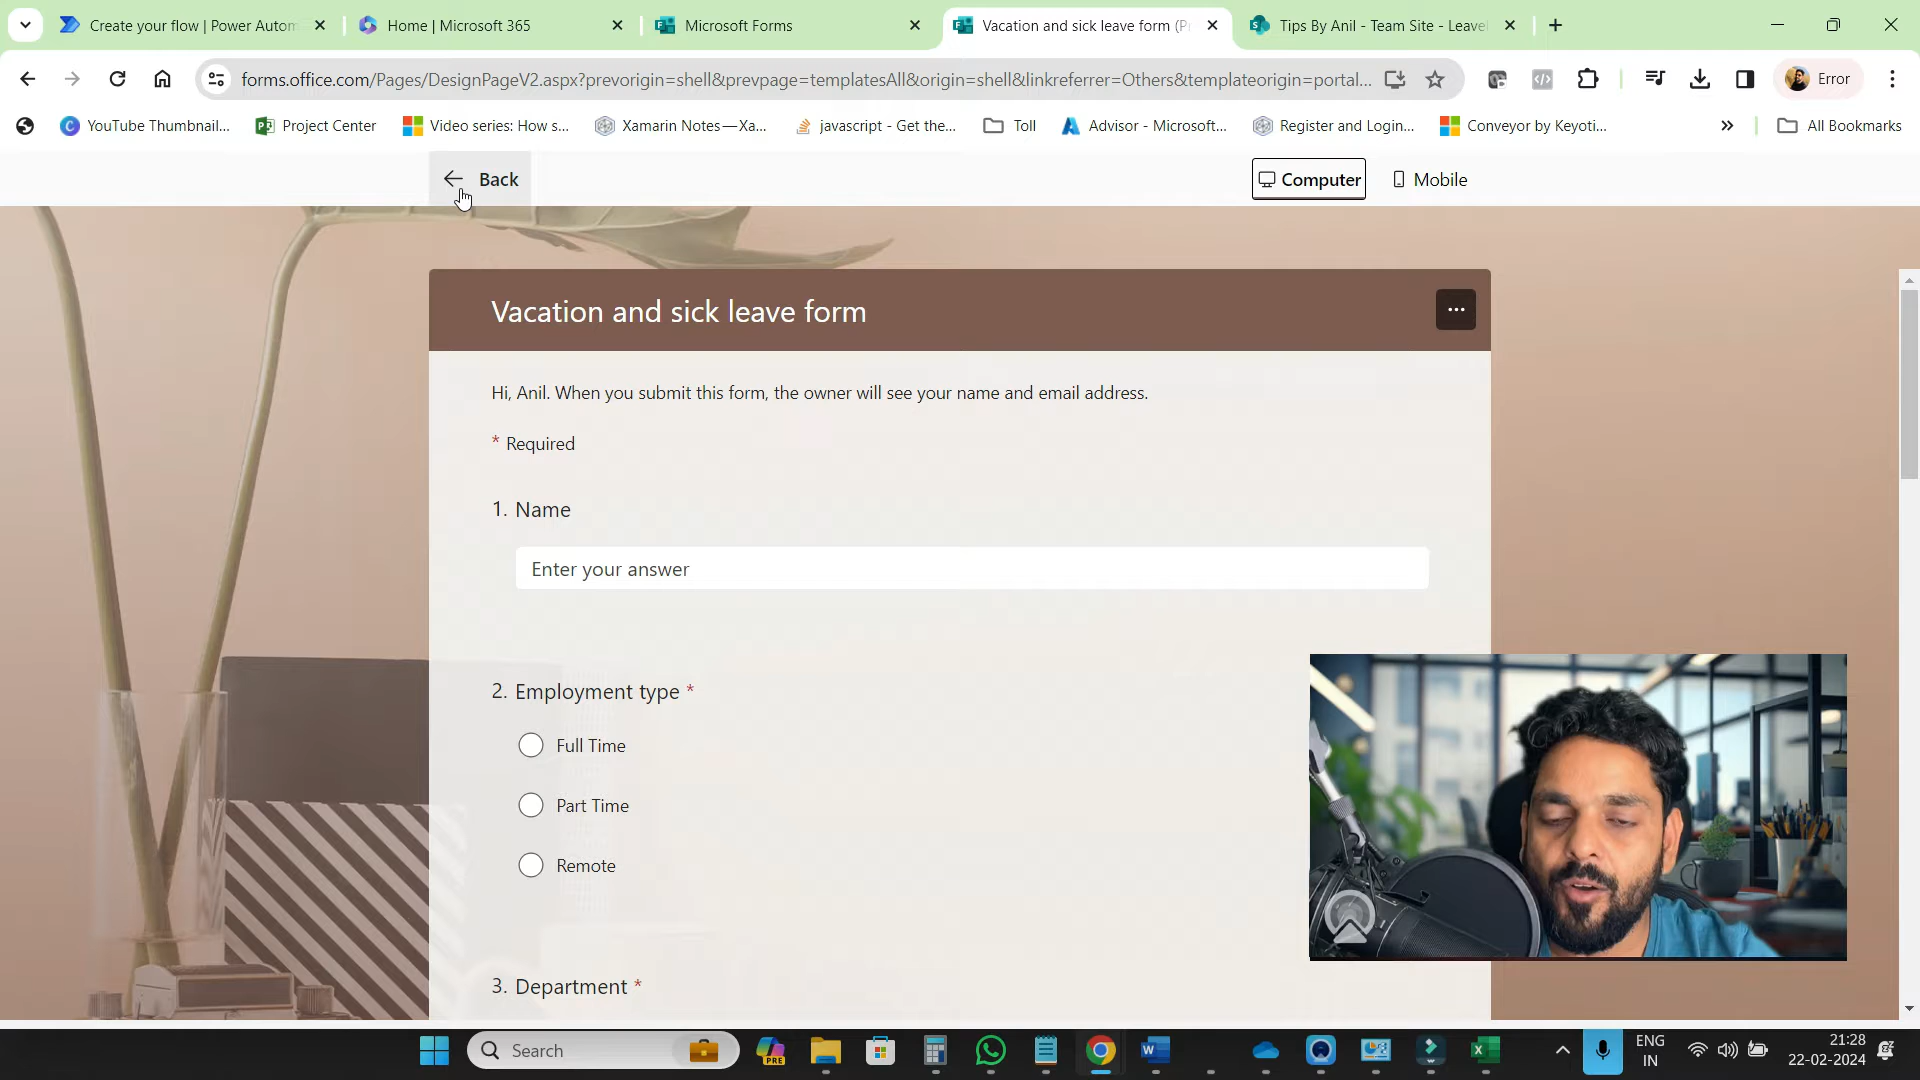 Create your flow | Power Autom
Home | Microsoft 365
Microsoft Forms
Vacation and sick leave form (Pr
Tips By Anil - Team Site - Leave
forms.office.com/Pages/DesignPageV2.aspx?prevorigin=shell&prevpage=templatesAll&origin=shell&linkreferrer=Others&templateorigin=portal...
Error
YouTube Thumbnail...
Project Center
Video series: How s...
Xamarin Notes—Xa...
javascript - Get the...
Toll
Advisor - Microsoft...
Register and Login...
Conveyor by Keyoti...
All Bookmarks
Back
Computer
Mobile
Vacation and sick leave form
Hi, Anil. When you submit this form, the owner will see your name and email address.
* Required
1. Name
Enter your answer
2. Employment type *
Full Time
Part Time
Remote
3. Department *
Search
PRE
ENG
IN
21:28
22-02-2024